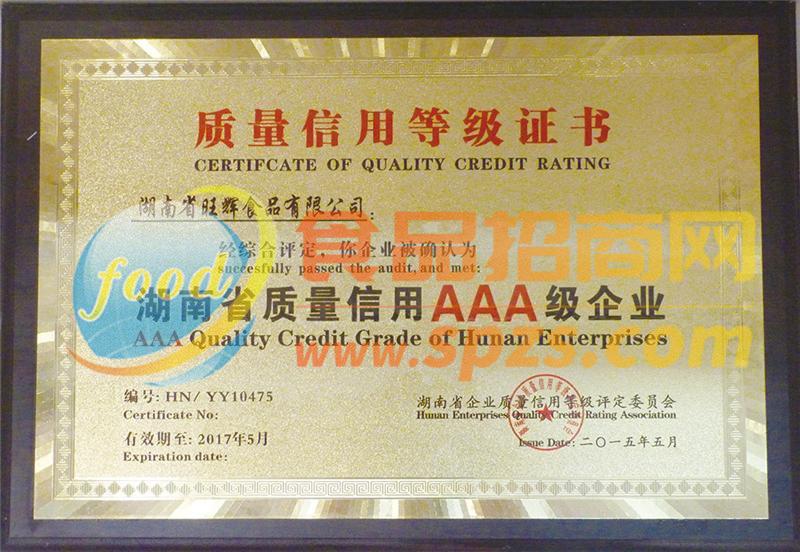 质量信用等级证书
CERTIFCATE OF QUALITY CREDIT RATING
湖南省旺辉食品有限公司:
经综合评定，你企业被确认为
succesfully passed the audit, and met:
food
食品招商网
湖南省质量信用AAA级企业
AAA Quality Credit Grade of Hunan Enterprises
www.spzs.com
编号: HN/ YY10475
Certificate No:
湖南省企业质量信用等级评定委员会
Hunan Enterprises Quality Credit Rating Association
有效期至: 2017年5月
Expiration date:
Issue Date: 二〇一五年五月